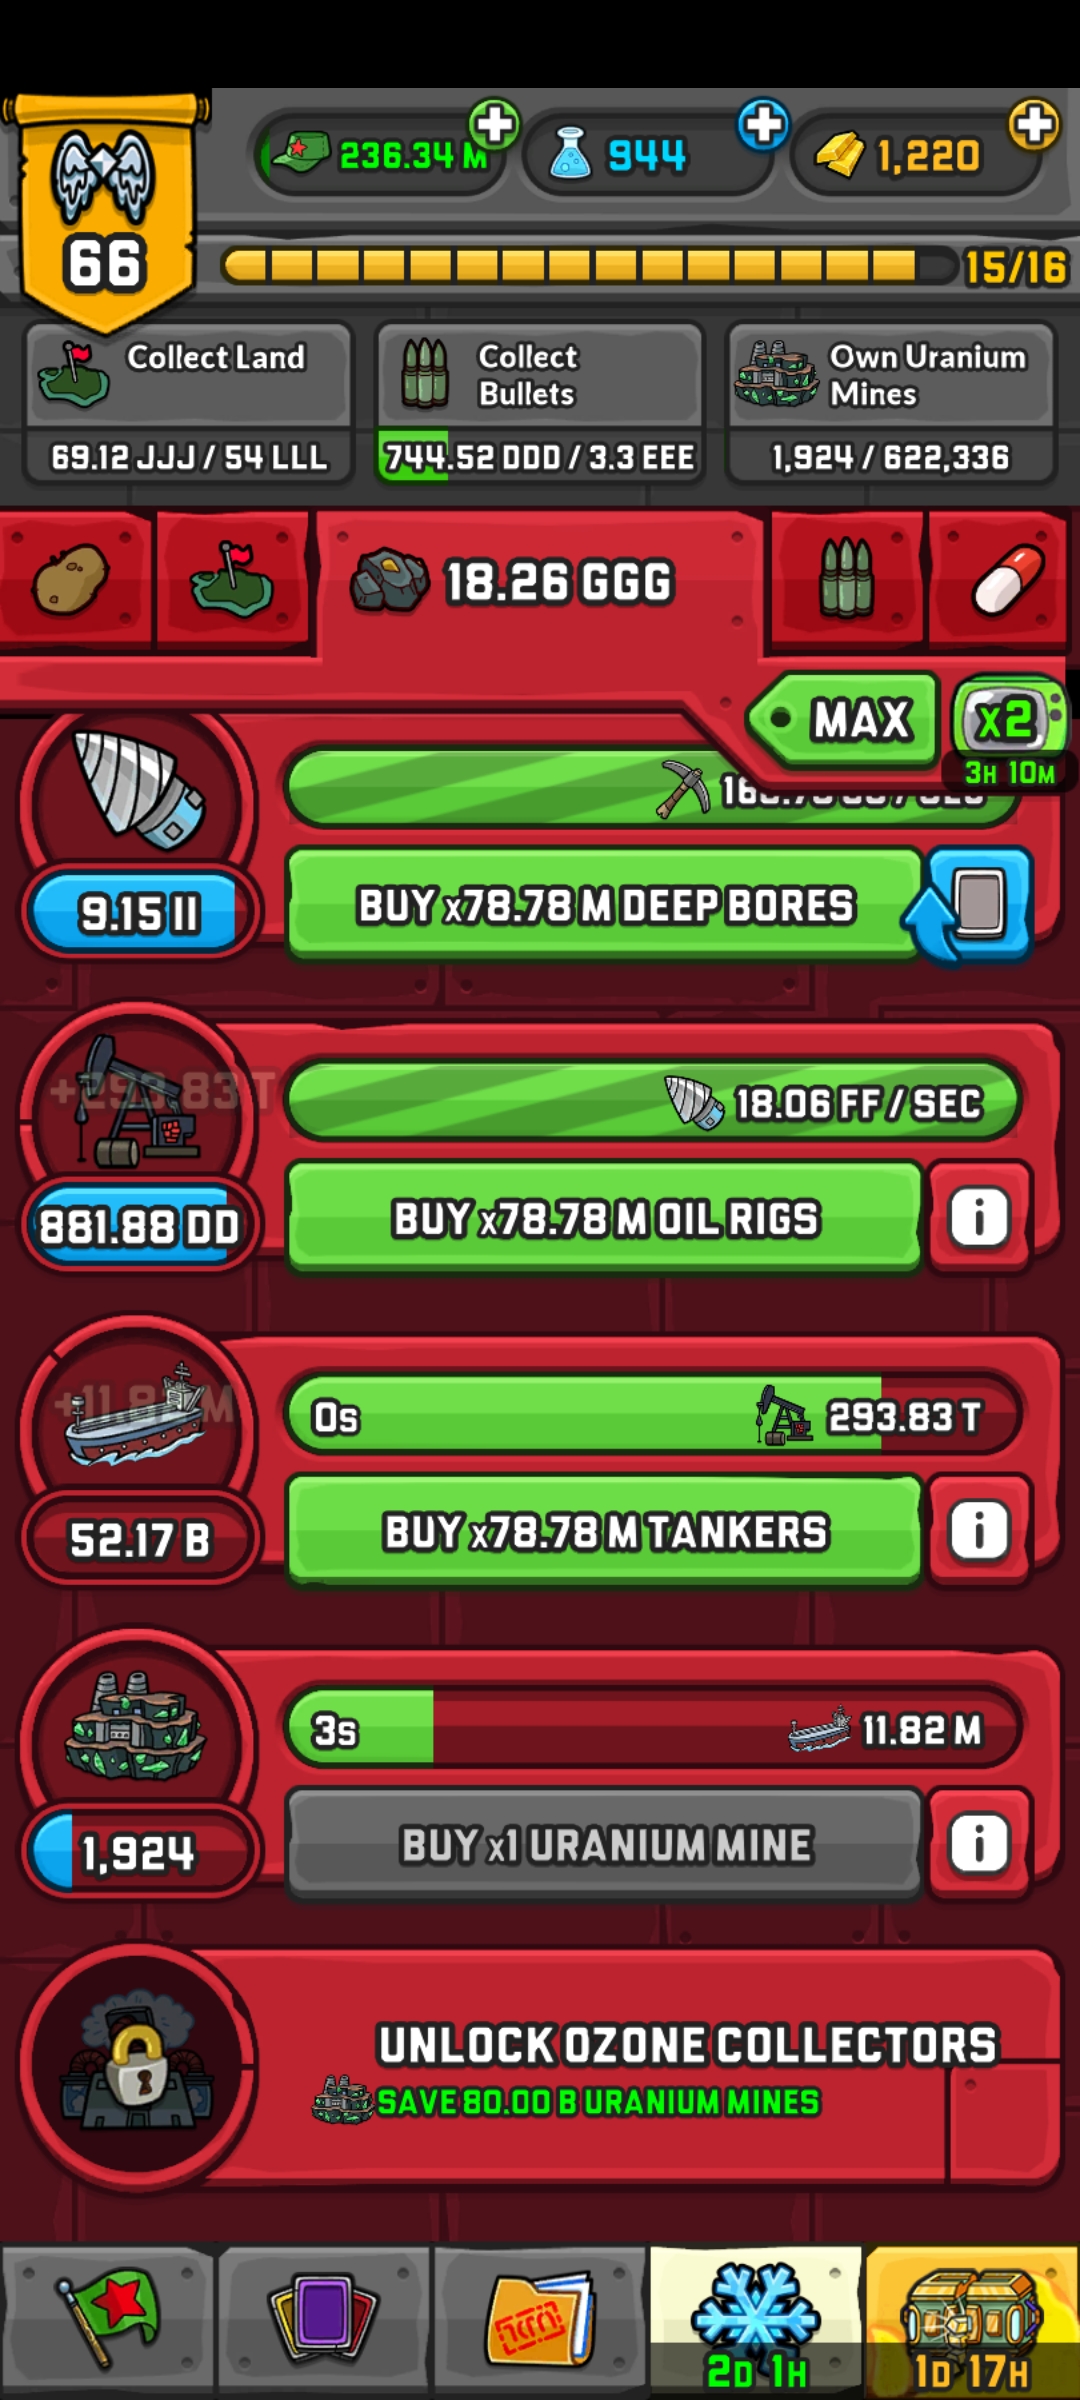 236.34 M
944
1,220
66
15/16
Collect Land
Collect
Bullets
Own Uranium
Mines
69.12 JJJ / 54 LLL
744.52 DDD / 3.3 EEE
1,924 / 622,336
18.26 GGG
MAX
x2
3H 10M
9.15 II
BUY x78.78 M DEEP BORES
+293.83 T
18.06 FF / SEC
881.88 DD
BUY x78.78 M OIL RIGS
0s
293.83 T
52.17 B
BUY x78.78 M TANKERS
3s
11.82 M
1,924
BUY x1 URANIUM MINE
UNLOCK OZONE COLLECTORS
SAVE 80.00 B URANIUM MINES
2D 1H
1D 17H